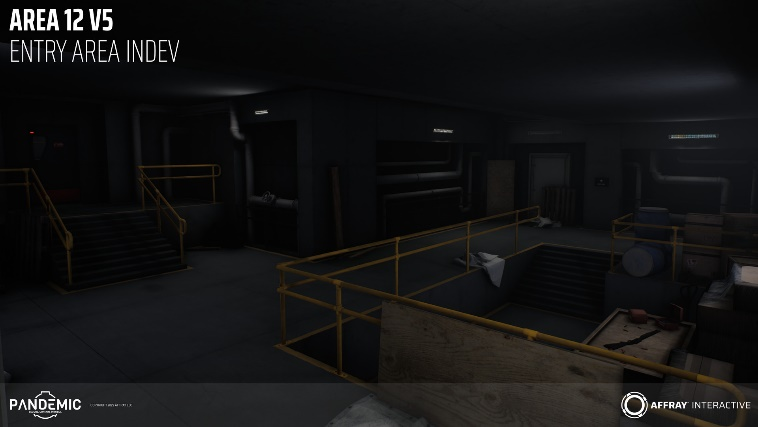 AREA 12 V5
ENTRY AREA INDEV
PANDEMIC
AFFRAY INTERACTIVE